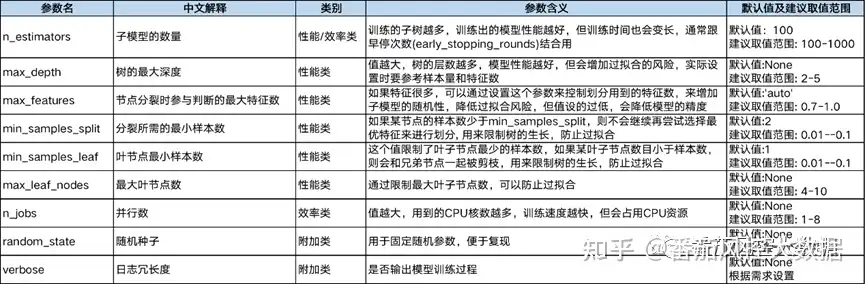 参数名 中文解释 类别 参数含义 默认值及建议取值范围
n_estimators 子模型的数量 性能/效率类 训练的子树越多，训练出的模型性能越好，但训练时间也会变长，通常跟
早停次数(early_stopping_rounds)结合用
默认值：100
建议取值范围: 100-1000
max_depth 树的最大深度 性能类 值越大，树的层数越多，模型性能越好，但会增加过拟合的风险，实际设
置时要参考样本量和特征数
默认值:None
建议取值范围: 2-5
max_features 节点分裂时参与判断的最大特征数 性能类 如果特征很多，可以通过设置这个参数来控制划分用到的特征数，来增加
子模型的随机性，降低过拟合风险，但值设的过低，会降低模型的精度
默认值:'auto'
建议取值范围: 0.7-1.0
min_samples_split 分裂所需的最小样本数 性能类 如果某节点的样本数少于min_samples_split，则不会继续再尝试选择最
优特征来进行划分，用来限制树的生长，防止过拟合
默认值:2
建议取值范围: 0.01--0.1
min_samples_leaf 叶节点最小样本数 性能类 这个值限制了叶子节点最少的样本数，如果某叶子节点数目小于样本数，
则会和兄弟节点一起被剪枝，用来限制树的生长，防止过拟合
默认值:1
建议取值范围: 0.01--0.1
max_leaf_nodes 最大叶节点数 性能类 通过限制最大叶子节点数，可以防止过拟合
默认值:None
建议取值范围: 4-10
n_jobs 并行数 效率类 值越大，用到的CPU核数越多，训练速度越快，但会占用CPU资源
默认值:None
建议取值范围: 1-8
random_state 随机种子 附加类 用于固定随机参数，便于复现
默认值:None
知乎 @番茄风控大数据
verbose 日志冗长度 附加类 是否输出模型训练过程
默认值:None
根据需求设置